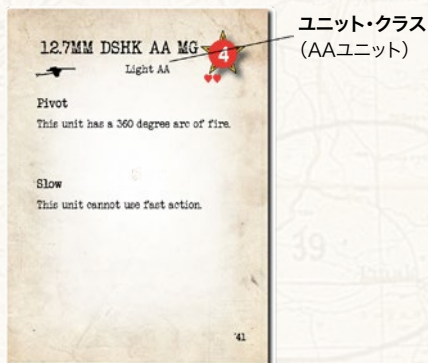 12.7MM DSHK AA MG
4
Light AA
Pivot
This unit has a 360 degree arc of fire.
Slow
This unit cannot use fast action.
'41
ユニット・クラス
(AAユニット)
39